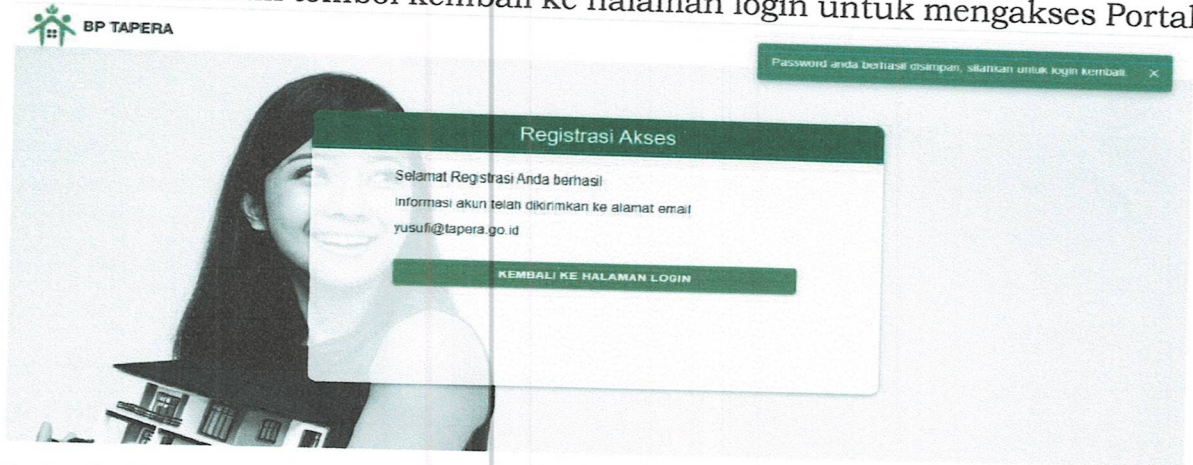 tombol kembali ke halaman login untuk mengakses Portal
BP TAPERA
Password anda berhasil disimpan, silahkan untuk login kembali. ×
Registrasi Akses
Selamat Registrasi Anda berhasil
Informasi akun telah dikirimkan ke alamat email
yusufi@tapera.go.id
KEMBALI KE HALAMAN LOGIN